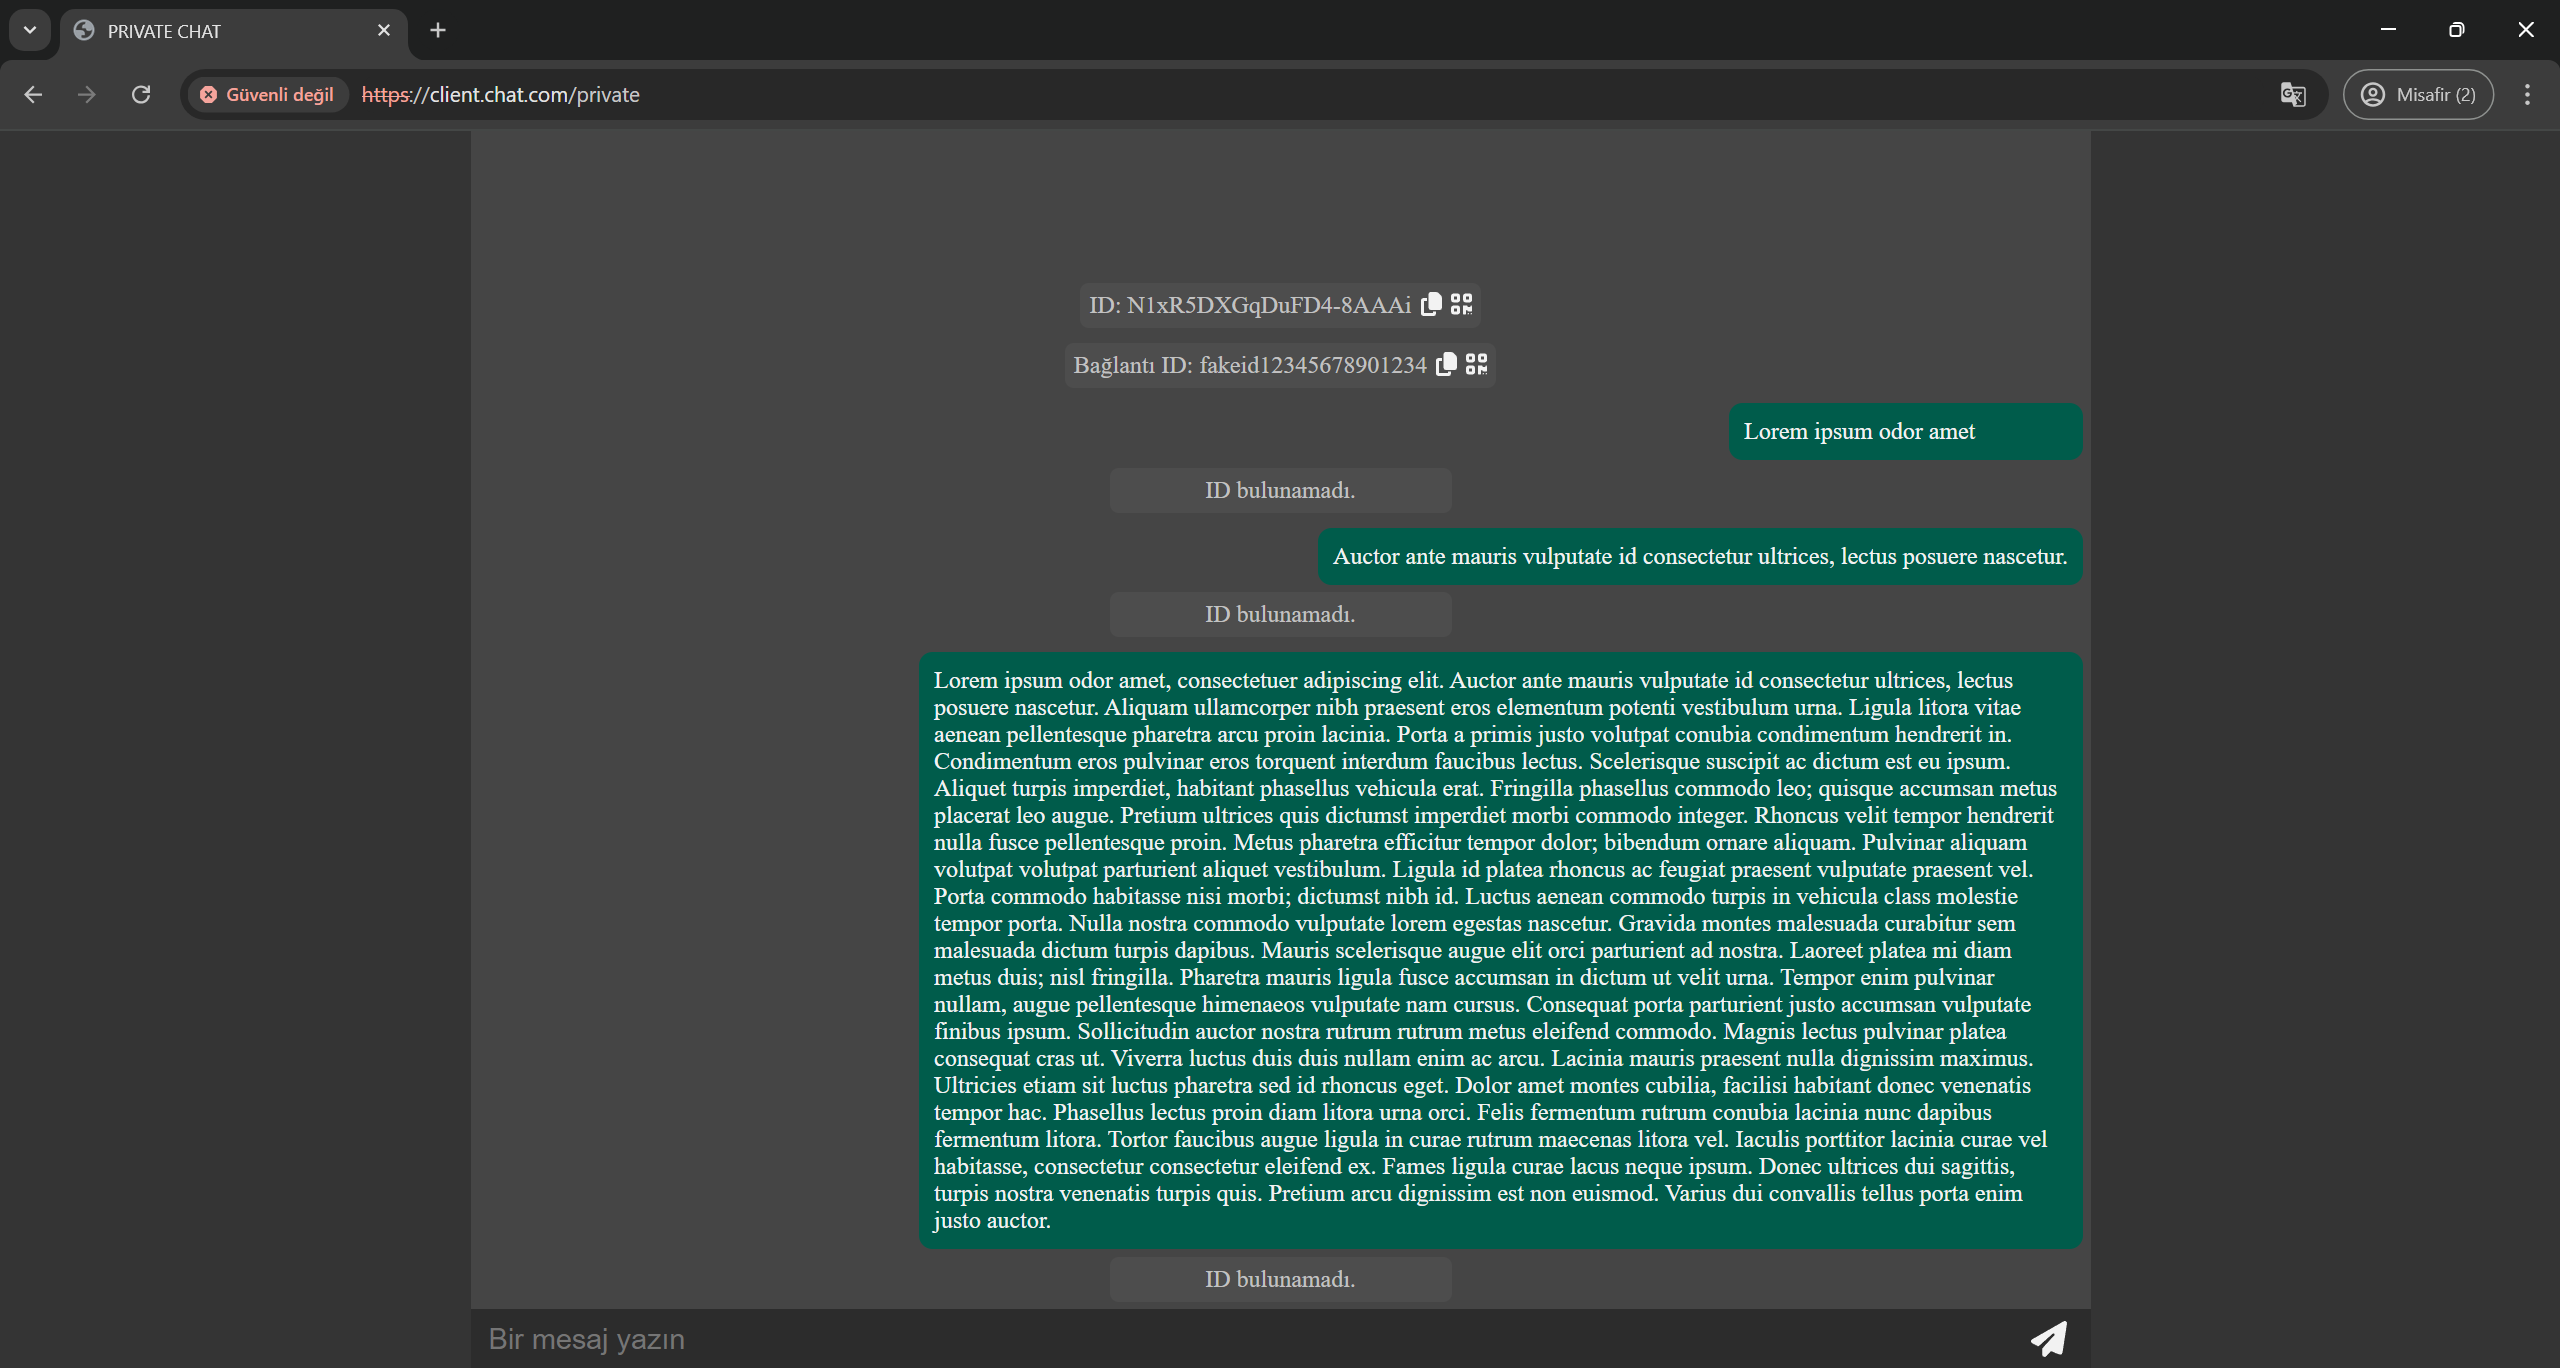 PRIVATE CHAT
Güvenli değil https://client.chat.com/private Misafir (2)
ID: N1xR5DXGqDuFD4-8AAAi
Bağlantı ID: fakeid12345678901234
Lorem ipsum odor amet
ID bulunamadı.
Auctor ante mauris vulputate id consectetur ultrices, lectus posuere nascetur.
ID bulunamadı.
Lorem ipsum odor amet, consectetuer adipiscing elit. Auctor ante mauris vulputate id consectetur ultrices, lectus
posuere nascetur. Aliquam ullamcorper nibh praesent eros elementum potenti vestibulum urna. Ligula litora vitae
aenean pellentesque pharetra arcu proin lacinia. Porta a primis justo volutpat conubia condimentum hendrerit in.
Condimentum eros pulvinar eros torquent interdum faucibus lectus. Scelerisque suscipit ac dictum est eu ipsum.
Aliquet turpis imperdiet, habitant phasellus vehicula erat. Fringilla phasellus commodo leo; quisque accumsan metus
placerat leo augue. Pretium ultrices quis dictumst imperdiet morbi commodo integer. Rhoncus velit tempor hendrerit
nulla fusce pellentesque proin. Metus pharetra efficitur tempor dolor; bibendum ornare aliquam. Pulvinar aliquam
volutpat volutpat parturient aliquet vestibulum. Ligula id platea rhoncus ac feugiat praesent vulputate praesent vel.
Porta commodo habitasse nisi morbi; dictumst nibh id. Luctus aenean commodo turpis in vehicula class molestie
tempor porta. Nulla nostra commodo vulputate lorem egestas nascetur. Gravida montes malesuada curabitur sem
malesuada dictum turpis dapibus. Mauris scelerisque augue elit orci parturient ad nostra. Laoreet platea mi diam
metus duis; nisl fringilla. Pharetra mauris ligula fusce accumsan in dictum ut velit urna. Tempor enim pulvinar
nullam, augue pellentesque himenaeos vulputate nam cursus. Consequat porta parturient justo accumsan vulputate
finibus ipsum. Sollicitudin auctor nostra rutrum rutrum metus eleifend commodo. Magnis lectus pulvinar platea
consequat cras ut. Viverra luctus duis duis nullam enim ac arcu. Lacinia mauris praesent nulla dignissim maximus.
Ultricies etiam sit luctus pharetra sed id rhoncus eget. Dolor amet montes cubilia, facilisi habitant donec venenatis
tempor hac. Phasellus lectus proin diam litora urna orci. Felis fermentum rutrum conubia lacinia nunc dapibus
fermentum litora. Tortor faucibus augue ligula in curae rutrum maecenas litora vel. Iaculis porttitor lacinia curae vel
habitasse, consectetur consectetur eleifend ex. Fames ligula curae lacus neque ipsum. Donec ultrices dui sagittis,
turpis nostra venenatis turpis quis. Pretium arcu dignissim est non euismod. Varius dui convallis tellus porta enim
justo auctor.
ID bulunamadı.
Bir mesaj yazın